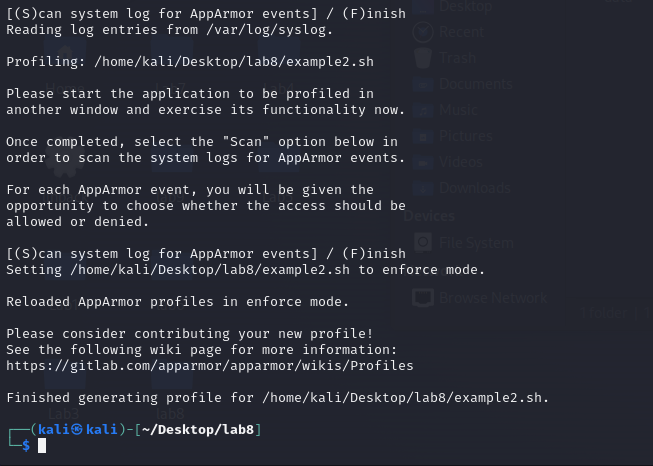 [(S)can system log for AppArmor events] / (F)inish
Reading log entries from /var/log/syslog.
Profiling: /home/kali/Desktop/lab8/example2.sh
Please start the application to be profiled in
another window and exercise its functionality now.
Once completed, select the "Scan" option below in
order to scan the system logs for AppArmor events.
For each AppArmor event, you will be given the
opportunity to choose whether the access should be
allowed or denied.
[(S)can system log for AppArmor events] / (F)inish
Setting /home/kali/Desktop/lab8/example2.sh to enforce mode.
Reloaded AppArmor profiles in enforce mode.
Please consider contributing your new profile!
See the following wiki page for more information:
https://gitlab.com/apparmor/apparmor/wikis/Profiles
Finished generating profile for /home/kali/Desktop/lab8/example2.sh.
┌──(kali㉿kali)-[~/Desktop/lab8]
└─$
Desktop
Recent
Trash
Documents
Music
Pictures
Videos
Downloads
Devices
File System
Browse Network
1 folder
Lab3
lab8